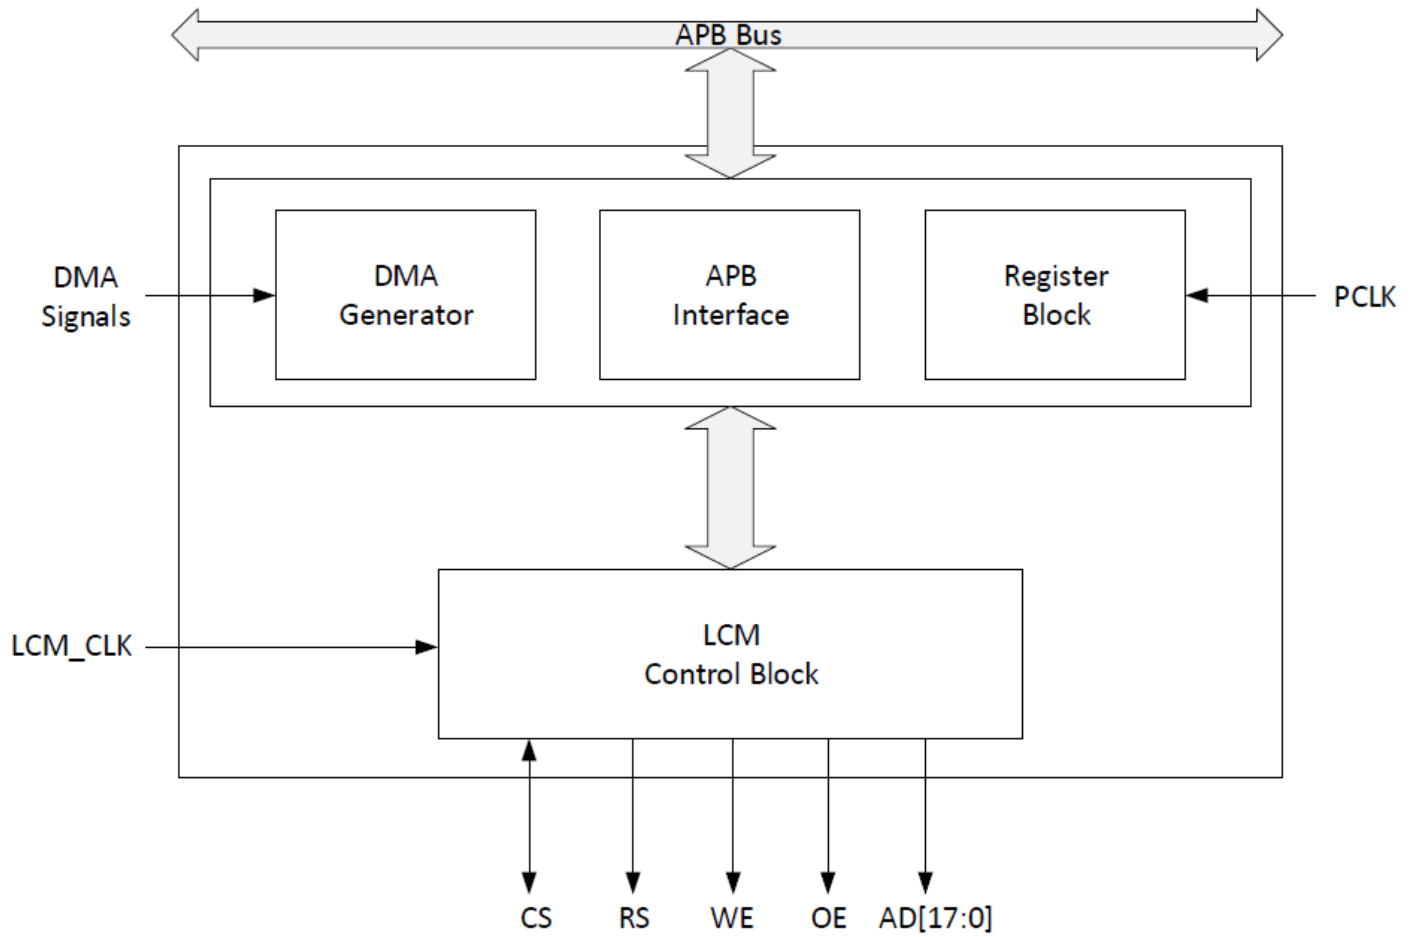 APB Bus
DMA
Generator
APB
Interface
Register
Block
DMA
Signals
PCLK
LCM_CLK
LCM
Control Block
CS
RS
WE
OE
AD[17:0]